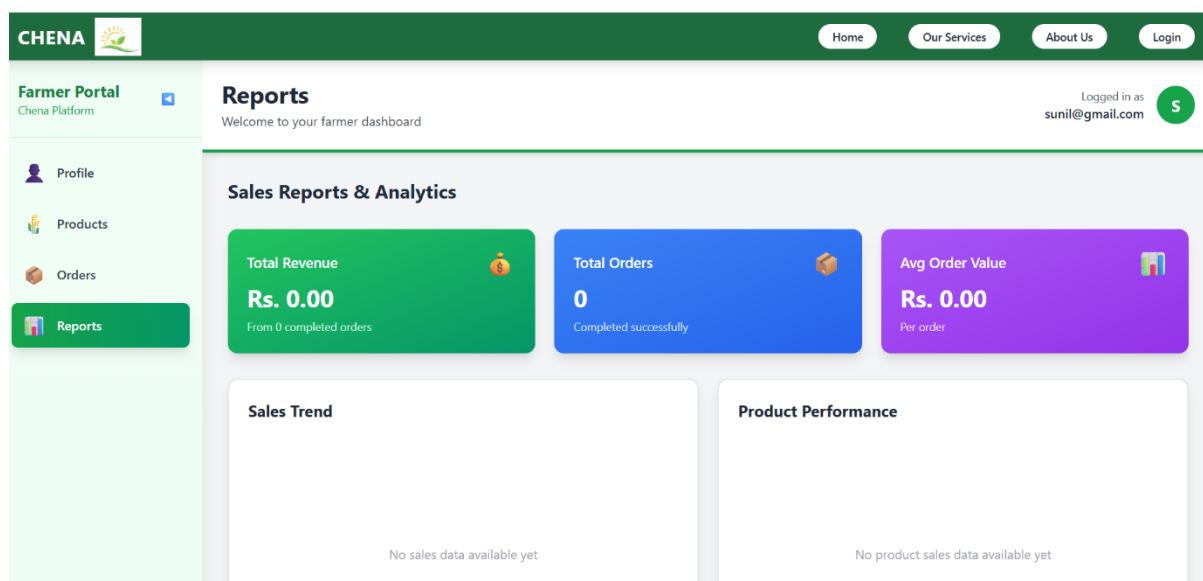 CHENA
Home
Our Services
About Us
Login
Farmer Portal
Chena Platform
Reports
Welcome to your farmer dashboard
Logged in as
sunil@gmail.com
S
Profile
Products
Orders
Reports
Sales Reports & Analytics
Total Revenue
Rs. 0.00
From 0 completed orders
Total Orders
0
Completed successfully
Avg Order Value
Rs. 0.00
Per order
Sales Trend
No sales data available yet
Product Performance
No product sales data available yet